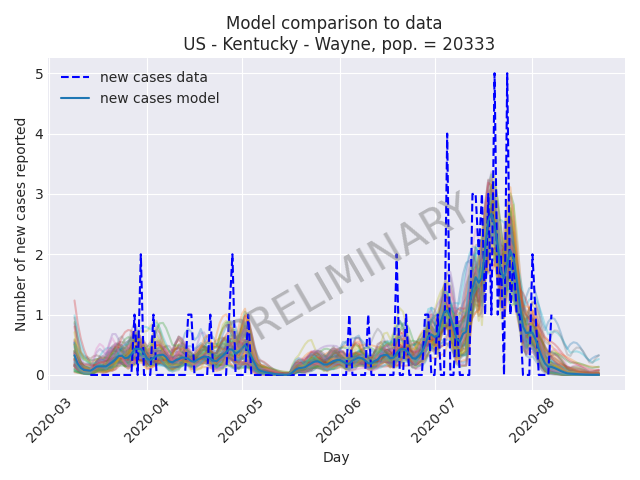 Model comparison to data
US - Kentucky - Wayne, pop. = 20333
new cases data
new cases model
PRELIMINARY
Number of new cases reported
5
4
3
2
1
0
2020-03
2020-04
2020-05
2020-06
2020-07
2020-08
Day